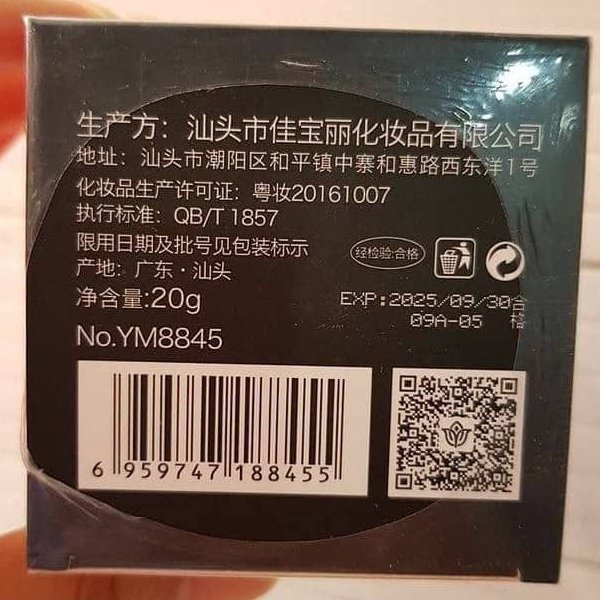 生产方：汕头市佳宝丽化妆品有限公司
地址：汕头市潮阳区和平镇中寨和惠路西东洋1号
化妆品生产许可证：粤妆20161007
执行标准：QB/T 1857
限用日期及批号见包装标示
产地：广东·汕头
净含量:20g
No.YM8845
经检验:合格
EXP:2025/09/30合
09A-05 格
6 959747 188455